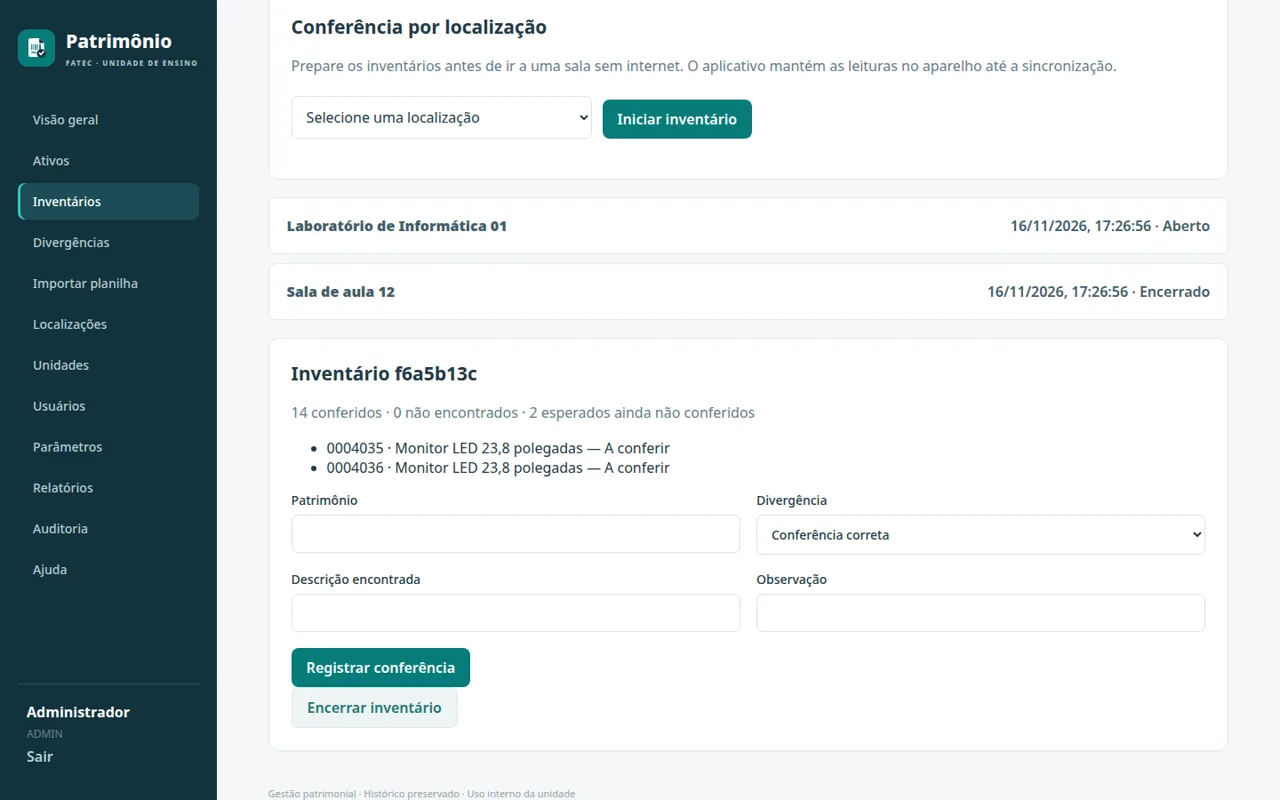 Patrimônio
FATEC · UNIDADE DE ENSINO
Visão geral
Ativos
Inventários
Divergências
Importar planilha
Localizações
Unidades
Usuários
Parâmetros
Relatórios
Auditoria
Ajuda
Administrador
ADMIN
Sair
Conferência por localização
Prepare os inventários antes de ir a uma sala sem internet. O aplicativo mantém as leituras no aparelho até a sincronização.
Selecione uma localização
Iniciar inventário
Laboratório de Informática 01
16/11/2026, 17:26:56 · Aberto
Sala de aula 12
16/11/2026, 17:26:56 · Encerrado
Inventário f6a5b13c
14 conferidos · 0 não encontrados · 2 esperados ainda não conferidos
• 0004035 · Monitor LED 23,8 polegadas — A conferir
• 0004036 · Monitor LED 23,8 polegadas — A conferir
Patrimônio
Divergência
Conferência correta
Descrição encontrada
Observação
Registrar conferência
Encerrar inventário
Gestão patrimonial · Histórico preservado · Uso interno da unidade